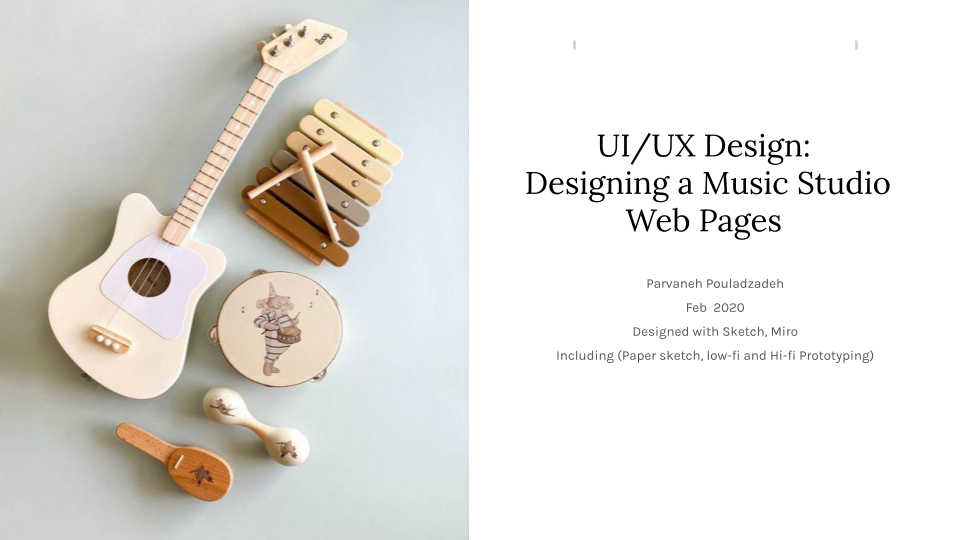 loog
UI/UX Design:
Designing a Music Studio
Web Pages
Parvaneh Pouladzadeh
Feb 2020
Designed with Sketch, Miro
Including (Paper sketch, low-fi and Hi-fi Prototyping)